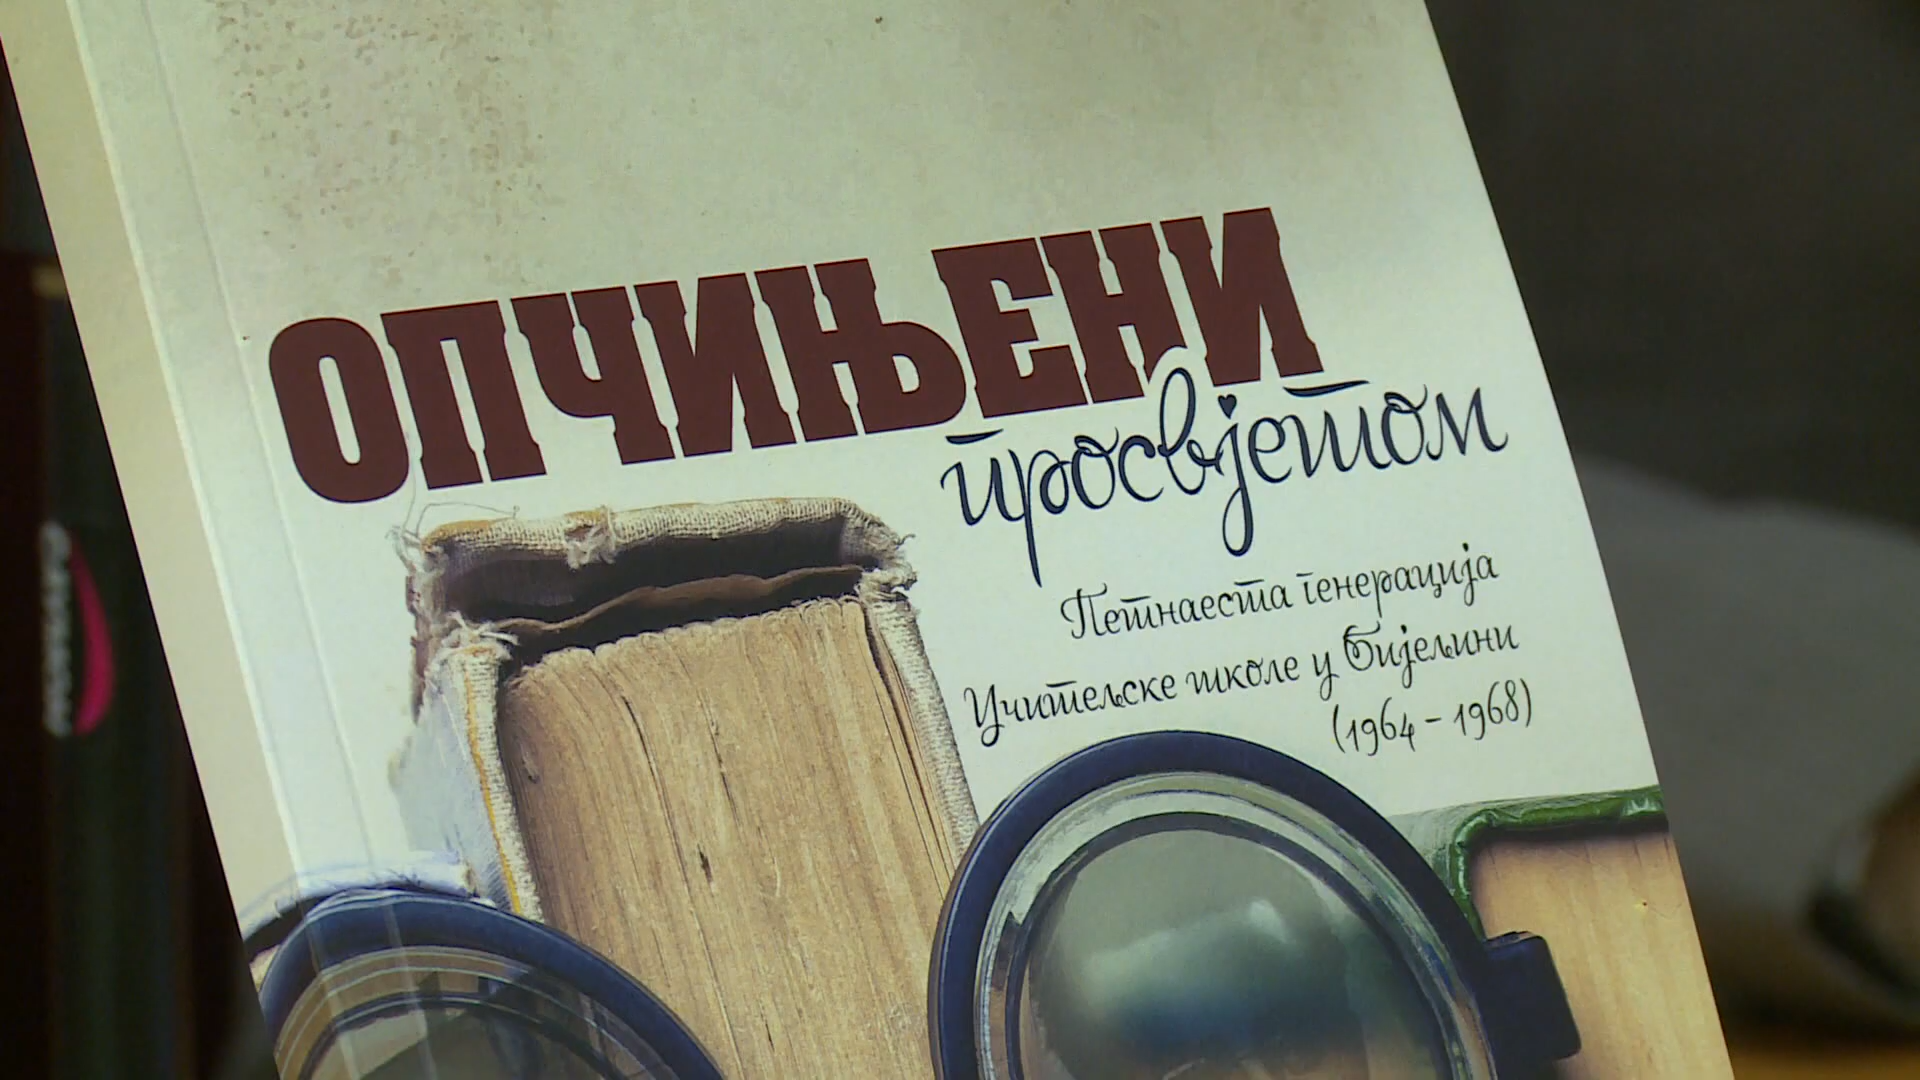 ОПЧИЊЕНИ
просвјетом
Петнаеста генерација
Учитељске школе у Бијељини
(1964 - 1968)